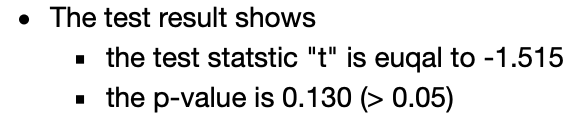 • The test result shows
▪ the test statstic "t" is euqal to -1.515
▪ the p-value is 0.130 (> 0.05)